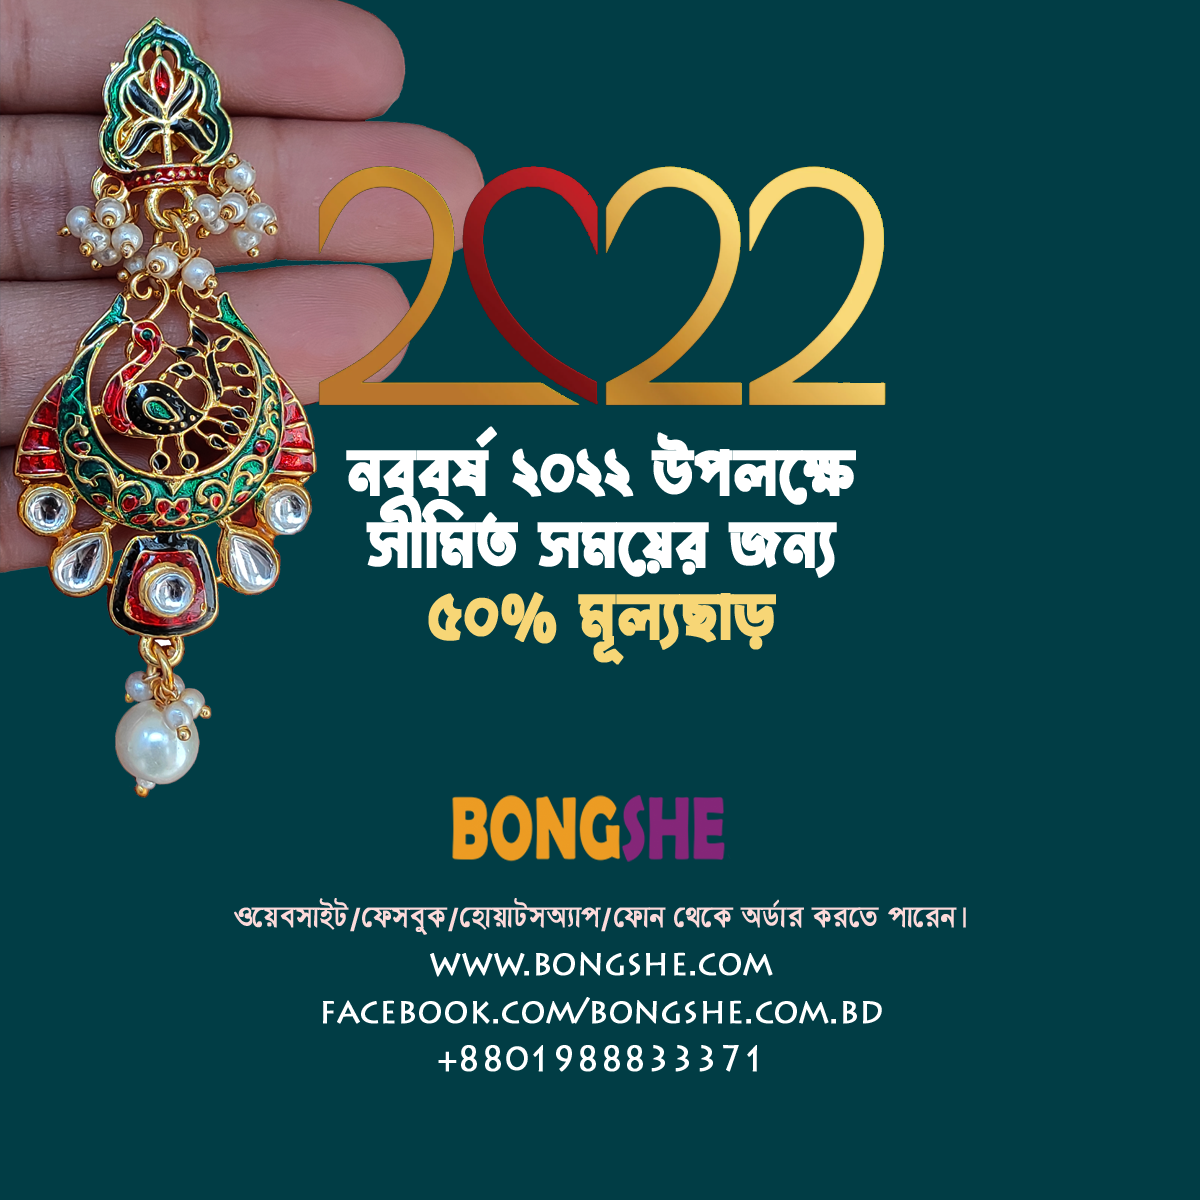 2022
নববর্ষ ২০২২ উপলক্ষে
সীমিত সময়ের জন্য
৫০% মূল্যছাড়
BONGSHE
ওয়েবসাইট/ফেসবুক/হোয়াটসঅ্যাপ/ফোন থেকে অর্ডার করতে পারেন।
WWW.BONGSHE.COM
FACEBOOK.COM/BONGSHE.COM.BD
+8801988833371